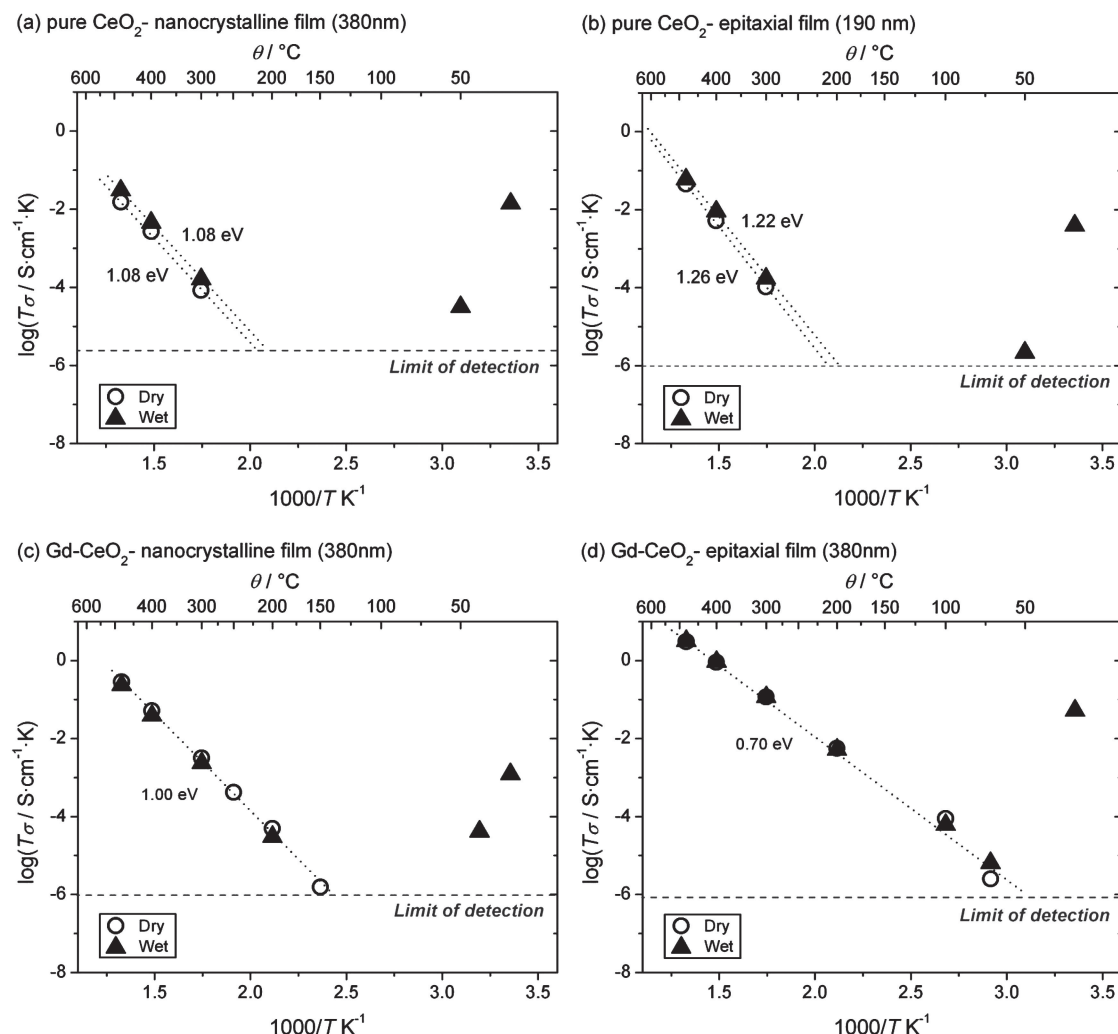 (a) pure CeO₂- nanocrystalline film (380nm)
θ / °C
600 400 300 200 150 100 50
0
-2
-4
-6
-8
log(Tσ / S·cm⁻¹·K)
1.08 eV
1.08 eV
Limit of detection
Dry
Wet
1.5 2.0 2.5 3.0 3.5
1000/T K⁻¹
(b) pure CeO₂- epitaxial film (190 nm)
θ / °C
600 400 300 200 150 100 50
0
-2
-4
-6
-8
log(Tσ / S·cm⁻¹·K)
1.22 eV
1.26 eV
Limit of detection
Dry
Wet
1.5 2.0 2.5 3.0 3.5
1000/T K⁻¹
(c) Gd-CeO₂- nanocrystalline film (380nm)
θ / °C
600 400 300 200 150 100 50
0
-2
-4
-6
-8
log(Tσ / S·cm⁻¹·K)
1.00 eV
Limit of detection
Dry
Wet
1.5 2.0 2.5 3.0 3.5
1000/T K⁻¹
(d) Gd-CeO₂- epitaxial film (380nm)
θ / °C
600 400 300 200 150 100 50
0
-2
-4
-6
-8
log(Tσ / S·cm⁻¹·K)
0.70 eV
Limit of detection
Dry
Wet
1.5 2.0 2.5 3.0 3.5
1000/T K⁻¹